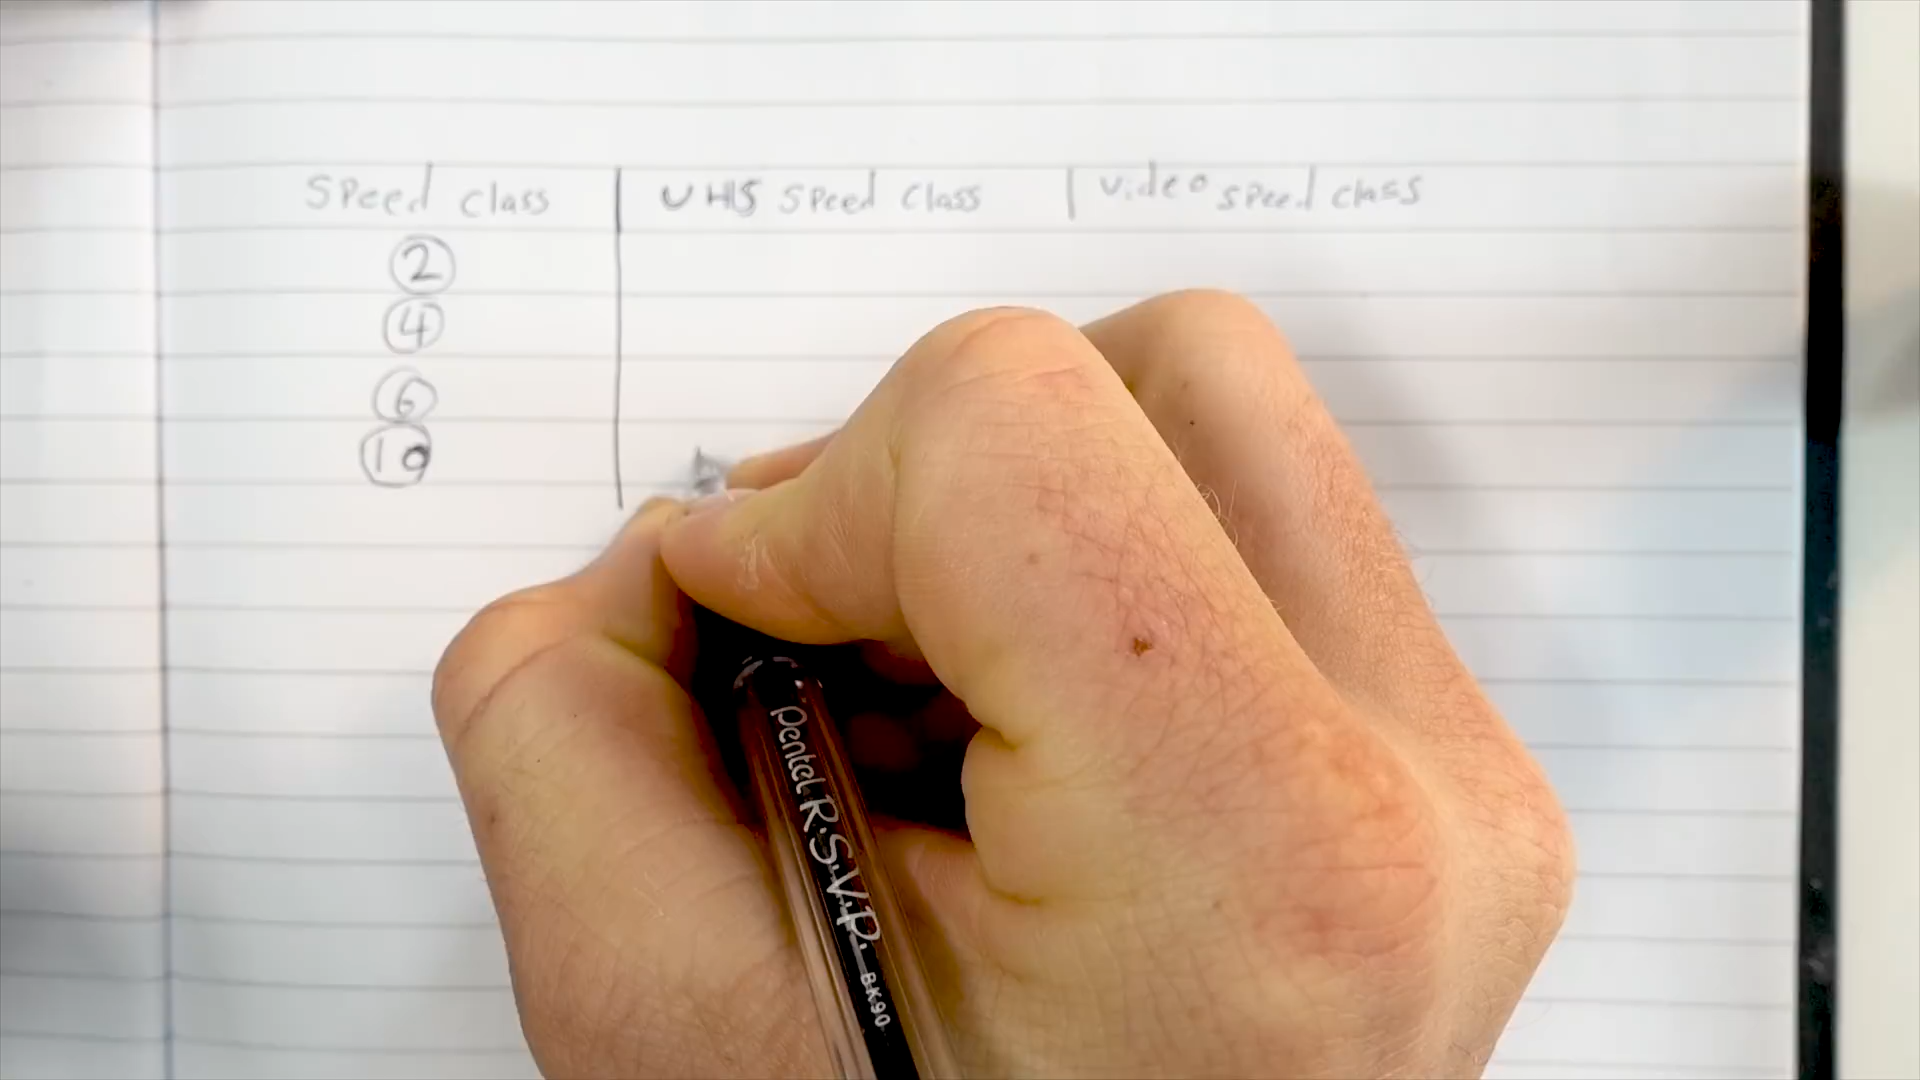 Speed class | UHS Speed Class | Video speed class
2
4
6
10
Pentel R.S.V.P. BK90